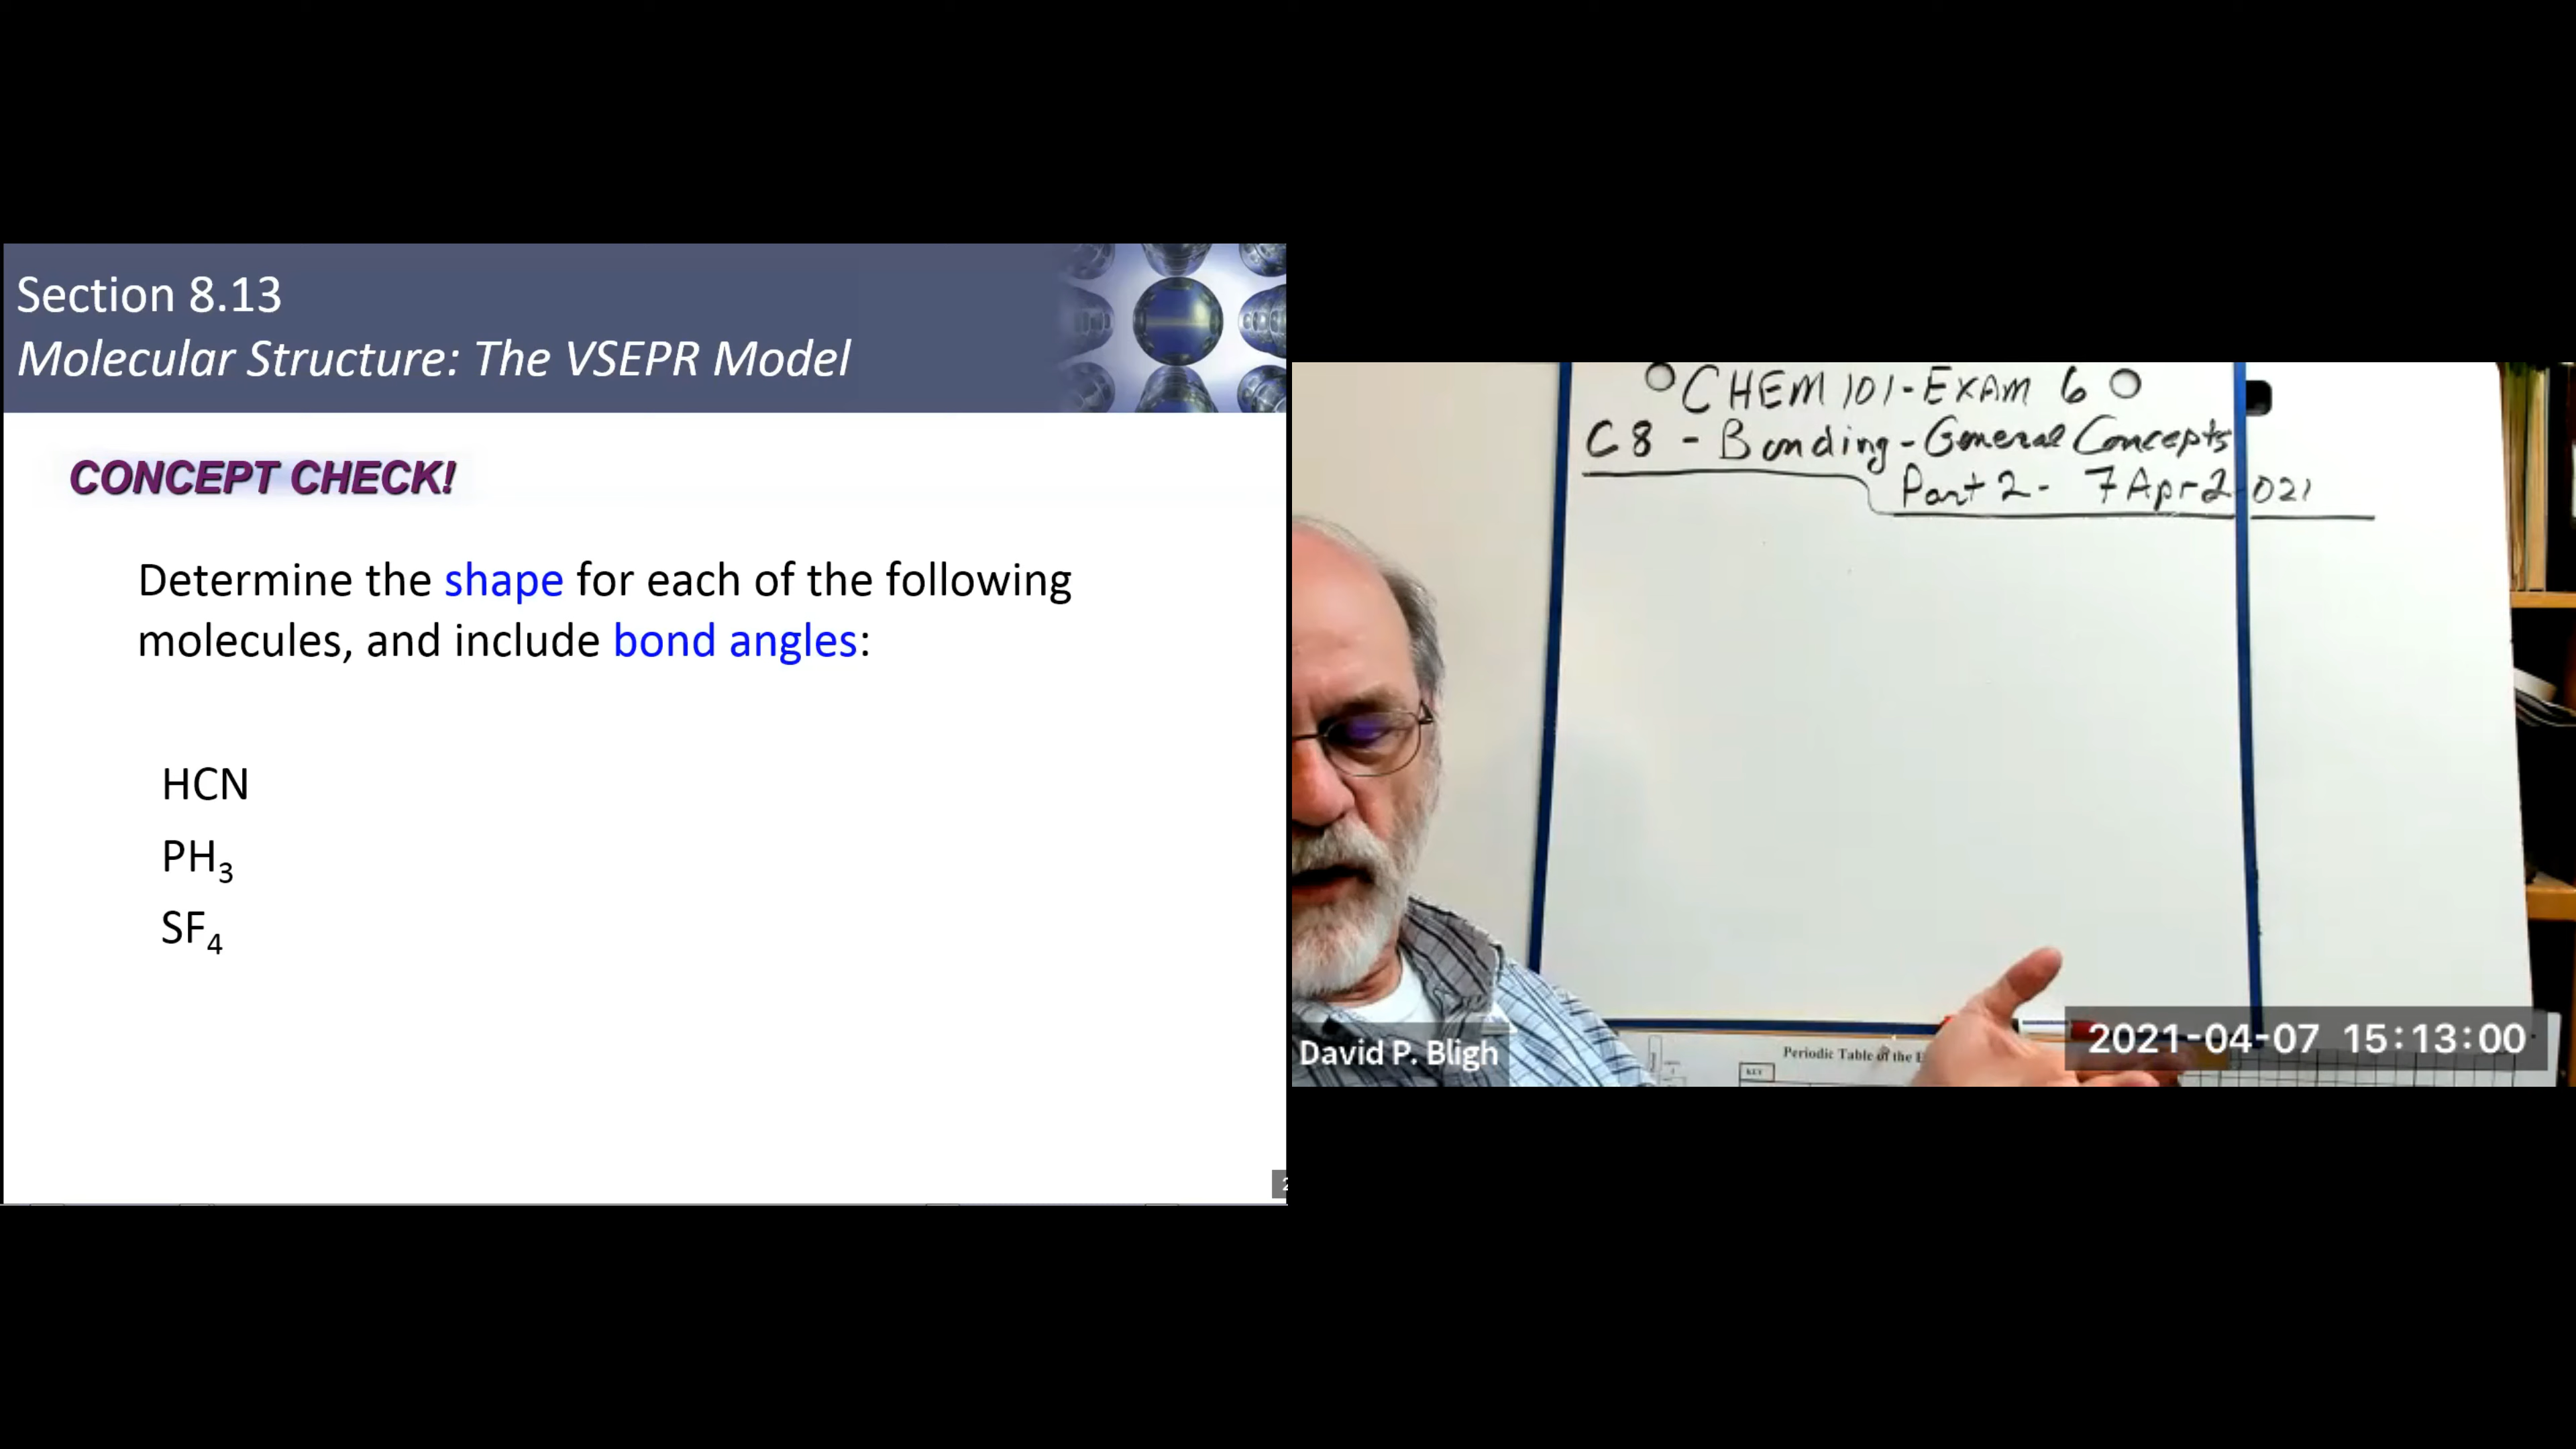 Section 8.13
Molecular Structure: The VSEPR Model
CONCEPT CHECK!
Determine the shape for each of the following
molecules, and include bond angles:
HCN
PH₃
SF₄
2
CHEM 101 - EXAM 6
C8 - Bonding - General Concepts
Part 2 - 7 Apr 2021
David P. Bligh
Periodic Table of the E
KEY
2021-04-07 15:13:00